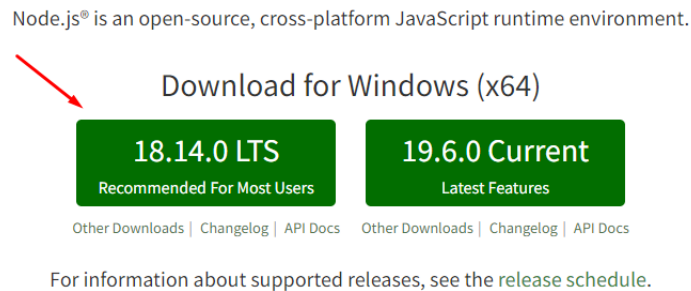 Node.js® is an open-source, cross-platform JavaScript runtime environment.
Download for Windows (x64)
18.14.0 LTS
Recommended For Most Users
19.6.0 Current
Latest Features
Other Downloads | Changelog | API Docs
Other Downloads | Changelog | API Docs
For information about supported releases, see the release schedule.